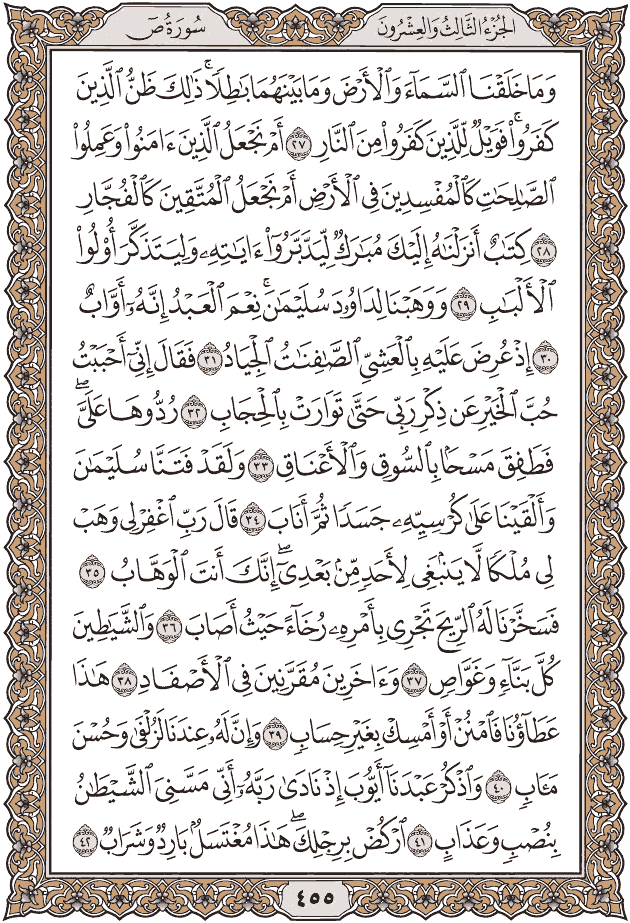 الجزء الثالث والعشرون
سورة ص
وَمَا خَلَقْنَا ٱلسَّمَآءَ وَٱلْأَرْضَ وَمَا بَيْنَهُمَا بَٰطِلًا ۚ ذَٰلِكَ ظَنُّ ٱلَّذِينَ
كَفَرُوا۟ ۚ فَوَيْلٌ لِّلَّذِينَ كَفَرُوا۟ مِنَ ٱلنَّارِ ٢٧ أَمْ نَجْعَلُ ٱلَّذِينَ ءَامَنُوا۟ وَعَمِلُوا۟
ٱلصَّٰلِحَٰتِ كَٱلْمُفْسِدِينَ فِى ٱلْأَرْضِ أَمْ نَجْعَلُ ٱلْمُتَّقِينَ كَٱلْفُجَّارِ
٢٨ كِتَٰبٌ أَنزَلْنَٰهُ إِلَيْكَ مُبَٰرَكٌ لِّيَدَّبَّرُوٓا۟ ءَايَٰتِهِۦ وَلِيَتَذَكَّرَ أُو۟لُوا۟
ٱلْأَلْبَٰبِ ٢٩ وَوَهَبْنَا لِدَاوُۥدَ سُلَيْمَٰنَ ۚ نِعْمَ ٱلْعَبْدُ إِنَّهُۥٓ أَوَّابٌ
٣٠ إِذْ عُرِضَ عَلَيْهِ بِٱلْعَشِىِّ ٱلصَّٰفِنَٰتُ ٱلْجِيَادُ ٣١ فَقَالَ إِنِّىٓ أَحْبَبْتُ
حُبَّ ٱلْخَيْرِ عَن ذِكْرِ رَبِّى حَتَّىٰ تَوَارَتْ بِٱلْحِجَابِ ٣٢ رُدُّوهَا عَلَىَّ ۖ
فَطَفِقَ مَسْحًۢا بِٱلسُّوقِ وَٱلْأَعْنَاقِ ٣٣ وَلَقَدْ فَتَنَّا سُلَيْمَٰنَ
وَأَلْقَيْنَا عَلَىٰ كُرْسِيِّهِۦ جَسَدًا ثُمَّ أَنَابَ ٣٤ قَالَ رَبِّ ٱغْفِرْ لِى وَهَبْ
لِى مُلْكًا لَّا يَنۢبَغِى لِأَحَدٍ مِّنۢ بَعْدِىٓ ۖ إِنَّكَ أَنتَ ٱلْوَهَّابُ ٣٥
فَسَخَّرْنَا لَهُ ٱلرِّيحَ تَجْرِى بِأَمْرِهِۦ رُخَآءً حَيْثُ أَصَابَ ٣٦ وَٱلشَّيَٰطِينَ
كُلَّ بَنَّآءٍ وَغَوَّاصٍ ٣٧ وَءَاخَرِينَ مُقَرَّنِينَ فِى ٱلْأَصْفَادِ ٣٨ هَٰذَا
عَطَآؤُنَا فَٱمْنُنْ أَوْ أَمْسِكْ بِغَيْرِ حِسَابٍ ٣٩ وَإِنَّ لَهُۥ عِندَنَا لَزُلْفَىٰ وَحُسْنَ
مَـَٔابٍ ٤٠ وَٱذْكُرْ عَبْدَنَآ أَيُّوبَ إِذْ نَادَىٰ رَبَّهُۥٓ أَنِّى مَسَّنِىَ ٱلشَّيْطَٰنُ
بِنُصْبٍ وَعَذَابٍ ٤١ ٱرْكُضْ بِرِجْلِكَ ۖ هَٰذَا مُغْتَسَلٌۢ بَارِدٌ وَشَرَابٌ ٤٢
٤٥٥